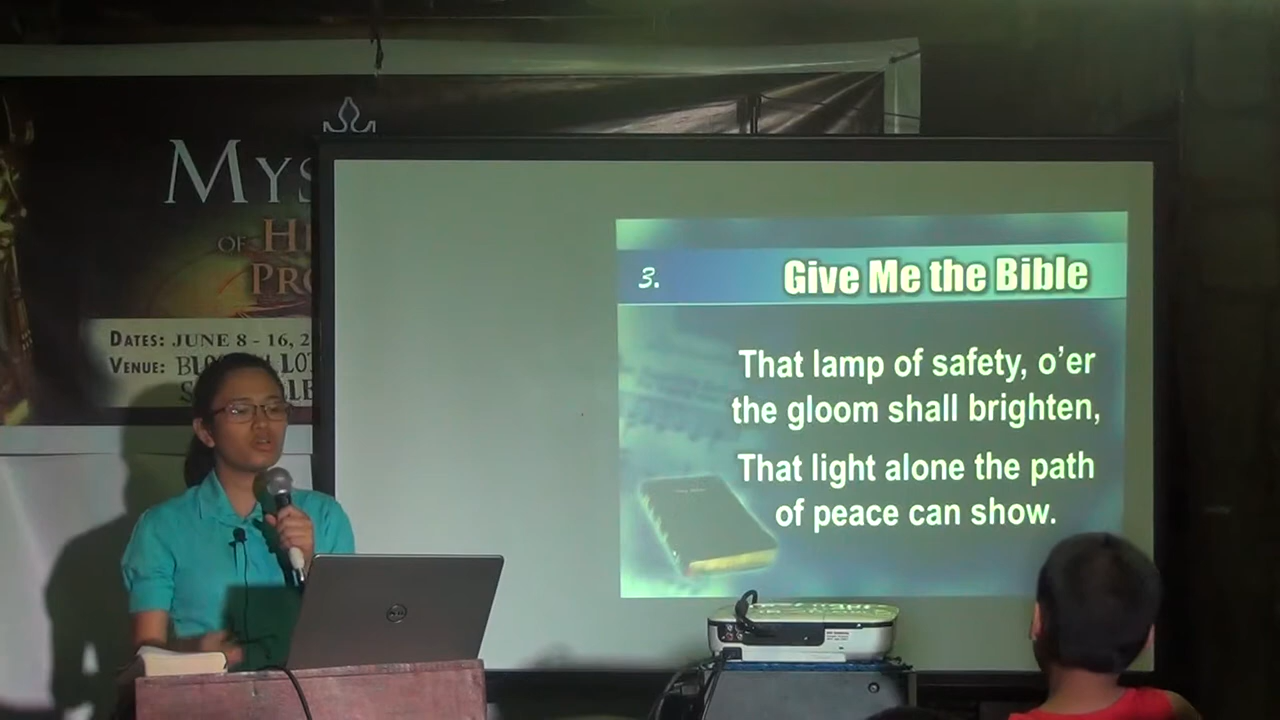 MYS
OF HI
PRO
DATES: JUNE 8 - 16, 2
VENUE:
3.
Give Me the Bible
That lamp of safety, o’er
the gloom shall brighten,
That light alone the path
of peace can show.
DELL